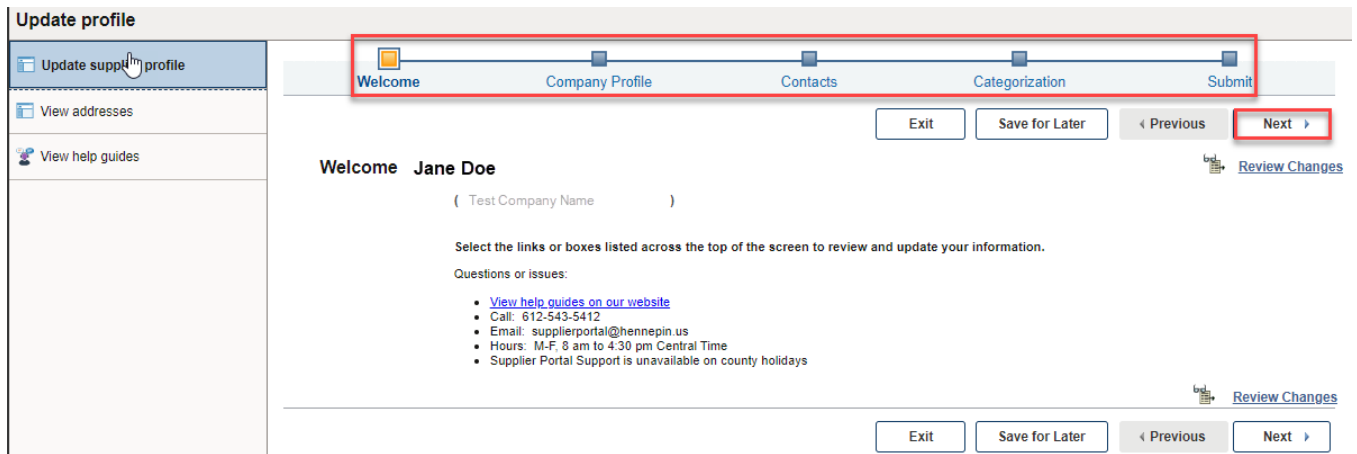 Update profile
Update supplier profile
View addresses
View help guides
Welcome
Company Profile
Contacts
Categorization
Submit
Exit
Save for Later
Previous
Next
Welcome Jane Doe
Review Changes
( Test Company Name )
Select the links or boxes listed across the top of the screen to review and update your information.
Questions or issues:
View help guides on our website
Call: 612-543-5412
Email: supplierportal@hennepin.us
Hours: M-F, 8 am to 4:30 pm Central Time
Supplier Portal Support is unavailable on county holidays
Review Changes
Exit
Save for Later
Previous
Next